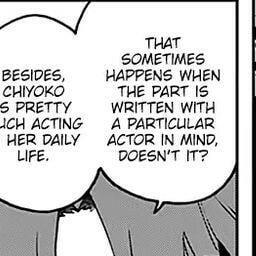 THAT
SOMETIMES
HAPPENS WHEN
THE PART IS
WRITTEN WITH
A PARTICULAR
ACTOR IN MIND,
DOESN'T IT?
BESIDES,
CHIYOKO
PRETTY
ACTING
HER DAILY
LIFE.